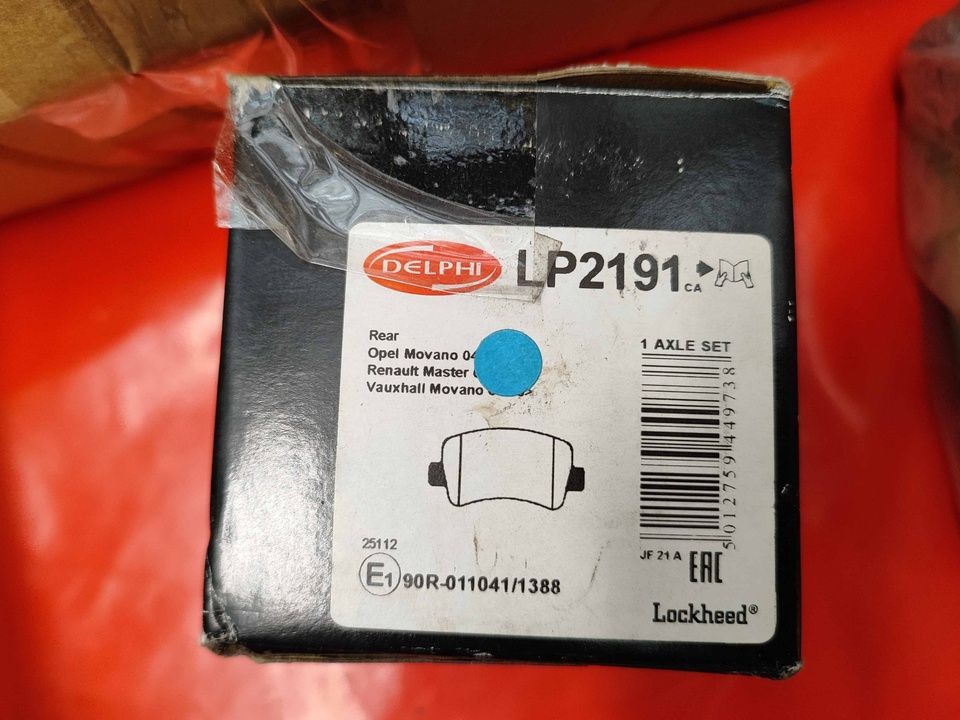 DELPHI
LP2191 CA
Rear
Opel Movano
Renault Master
Vauxhall Movano
1 AXLE SET
5012759449738
25112
E1 90R-011041/1388
JF 21 A
EAC
Lockheed®